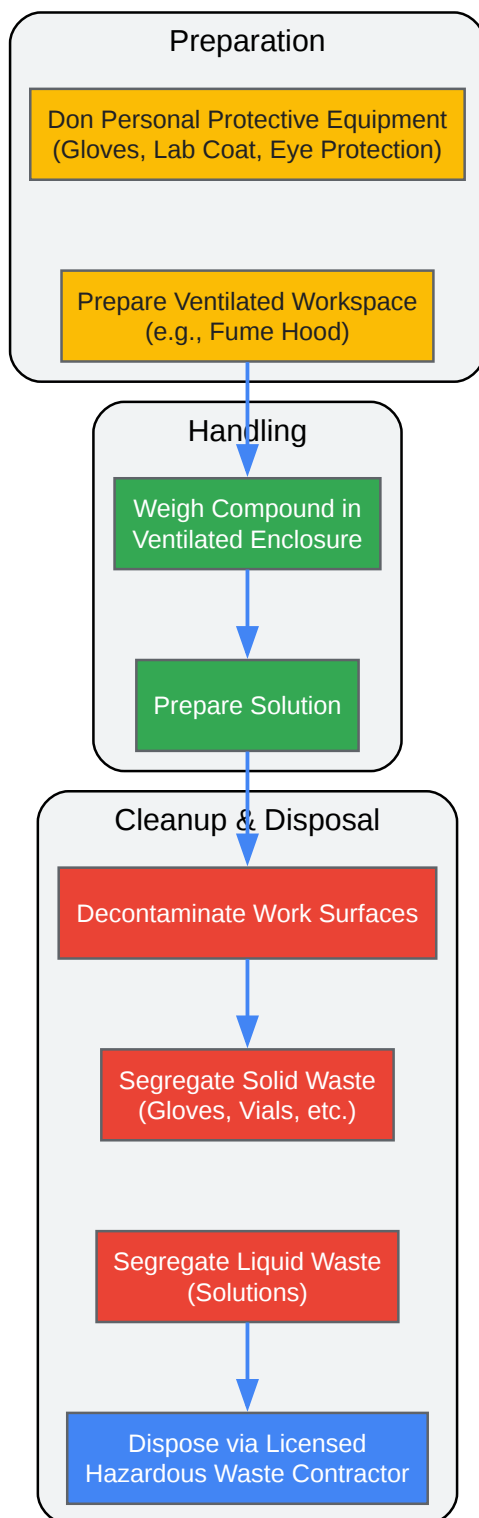 Preparation
Don Personal Protective Equipment
(Gloves, Lab Coat, Eye Protection)
Prepare Ventilated Workspace
(e.g., Fume Hood)
Handling
Weigh Compound in
Ventilated Enclosure
Prepare Solution
Cleanup & Disposal
Decontaminate Work Surfaces
Segregate Solid Waste
(Gloves, Vials, etc.)
Segregate Liquid Waste
(Solutions)
Dispose via Licensed
Hazardous Waste Contractor